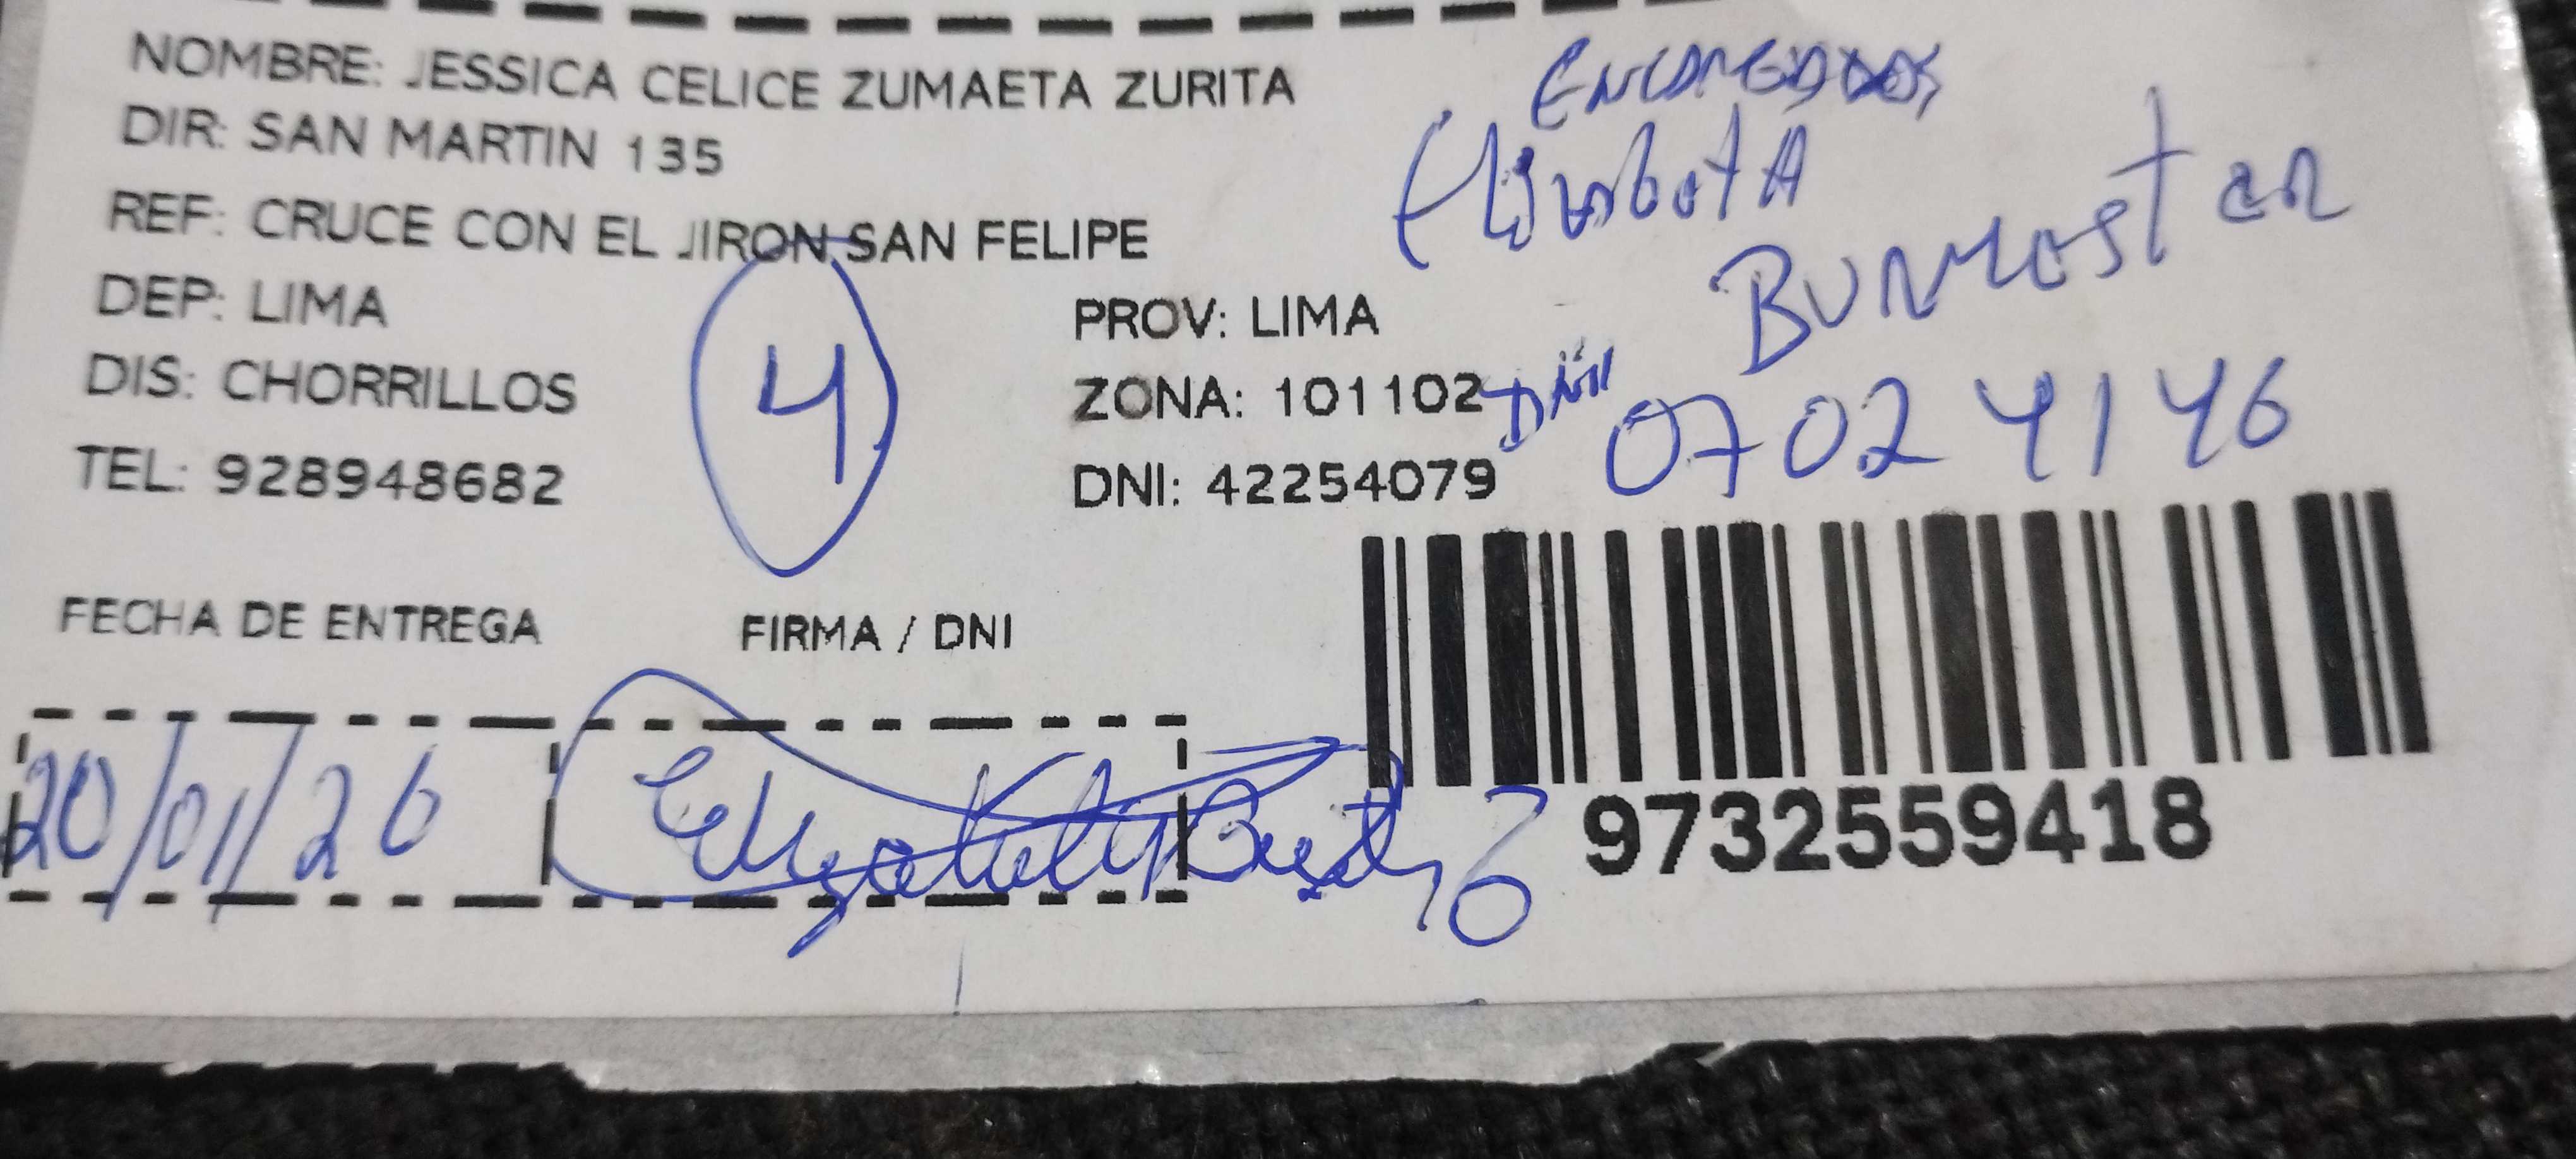 NOMBRE: JESSICA CELICE ZUMAETA ZURITA
DIR: SAN MARTIN 135
REF: CRUCE CON EL JIRON SAN FELIPE
DEP: LIMA
PROV: LIMA
DIS: CHORRILLOS
4
ZONA: 101102
TEL: 928948682
DNI: 42254079
DNI
07024146
FECHA DE ENTREGA
FIRMA / DNI
20/01/26
9732559418